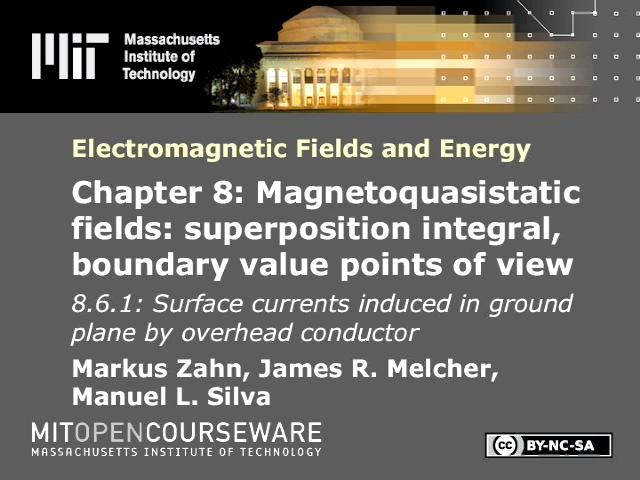 MIT
Massachusetts
Institute of
Technology
Electromagnetic Fields and Energy
Chapter 8: Magnetoquasistatic
fields: superposition integral,
boundary value points of view
8.6.1: Surface currents induced in ground
plane by overhead conductor
Markus Zahn, James R. Melcher,
Manuel L. Silva
MITOPENCOURSEWARE
MASSACHUSETTS INSTITUTE OF TECHNOLOGY
cc BY-NC-SA